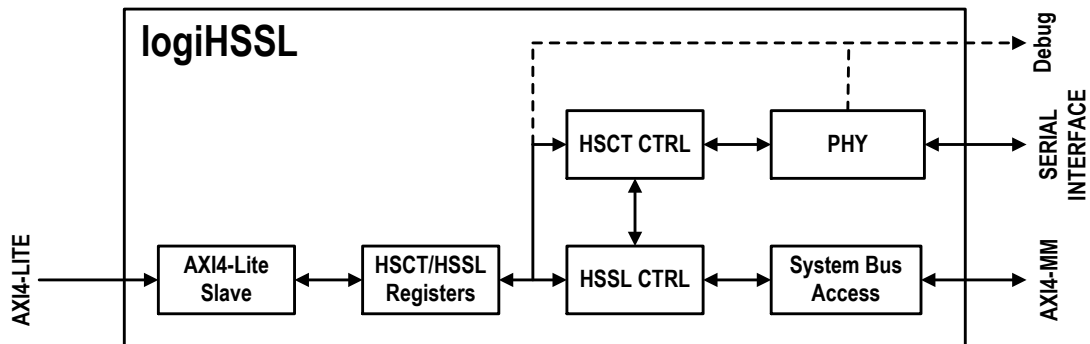 logiHSSL
Debug
HSCT CTRL
PHY
SERIAL
INTERFACE
AXI4-LITE
AXI4-Lite
Slave
HSCT/HSSL
Registers
HSSL CTRL
System Bus
Access
AXI4-MM